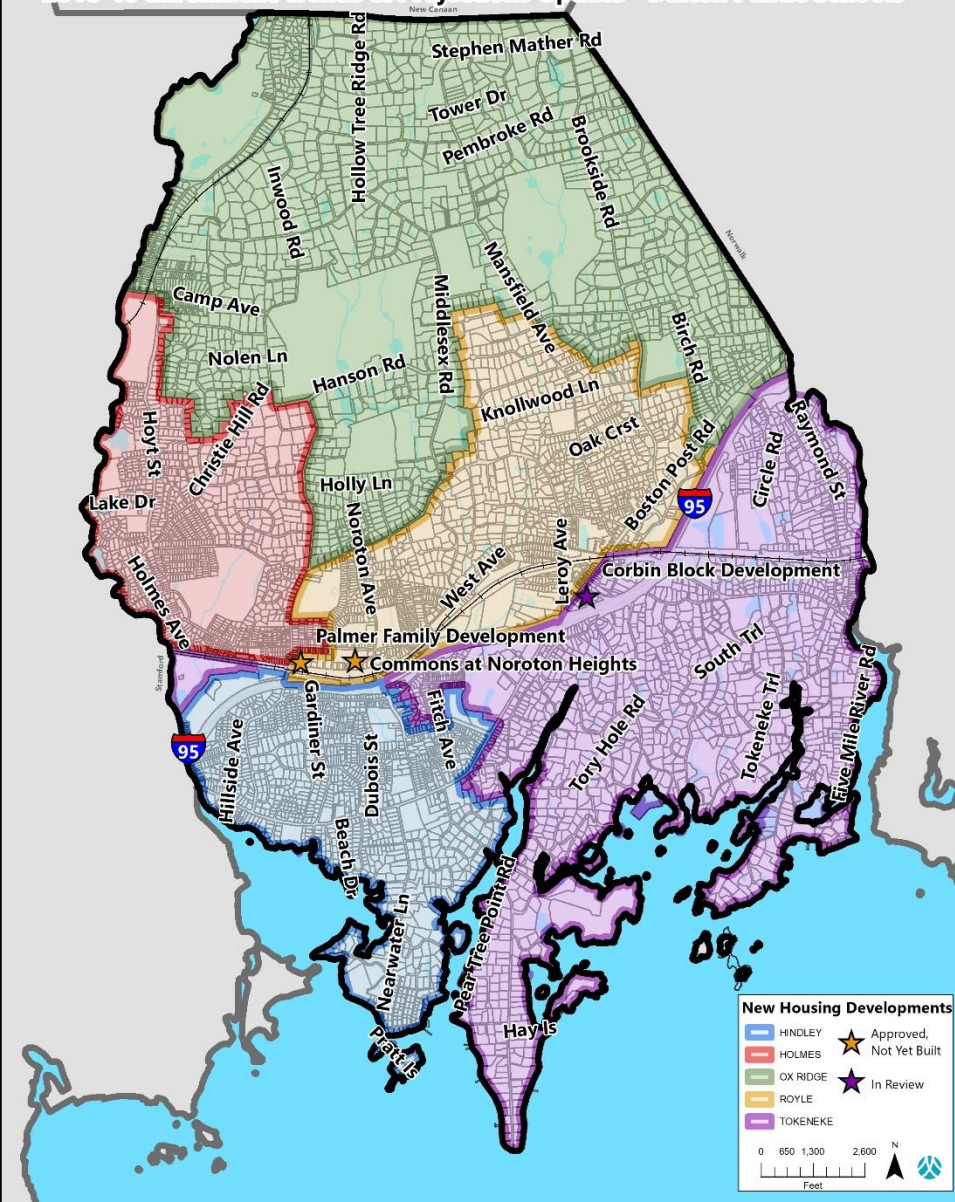 New Canaan
Hollow Tree Ridge Rd
Stephen Mather Rd
Tower Dr
Pembroke Rd
Brookside Rd
Inwood Rd
Norwalk
Mansfield Ave
Middlesex Rd
Camp Ave
Nolen Ln
Hanson Rd
Birch Rd
Christie Hill Rd
Knollwood Ln
Hoyt St
Oak Crst
Raymond St
Circle Rd
Boston Post Rd
Holly Ln
Lake Dr
95
Noroton Ave
Leroy Ave
West Ave
Holmes Ave
Corbin Block Development
Palmer Family Development
Commons at Noroton Heights
South Trl
Stamford
Five Mile River Rd
Gardiner St
Fitch Ave
Tokeneke Trl
Tory Hole Rd
95
Hillside Ave
Dubois St
Beach Dr
Pear Tree Point Rd
Nearwater Ln
Hay Is
Pratt Is
New Housing Developments
HINDLEY
HOLMES
OX RIDGE
ROYLE
TOKENEKE
Approved,
Not Yet Built
In Review
0 650 1,300 2,600
Feet
N